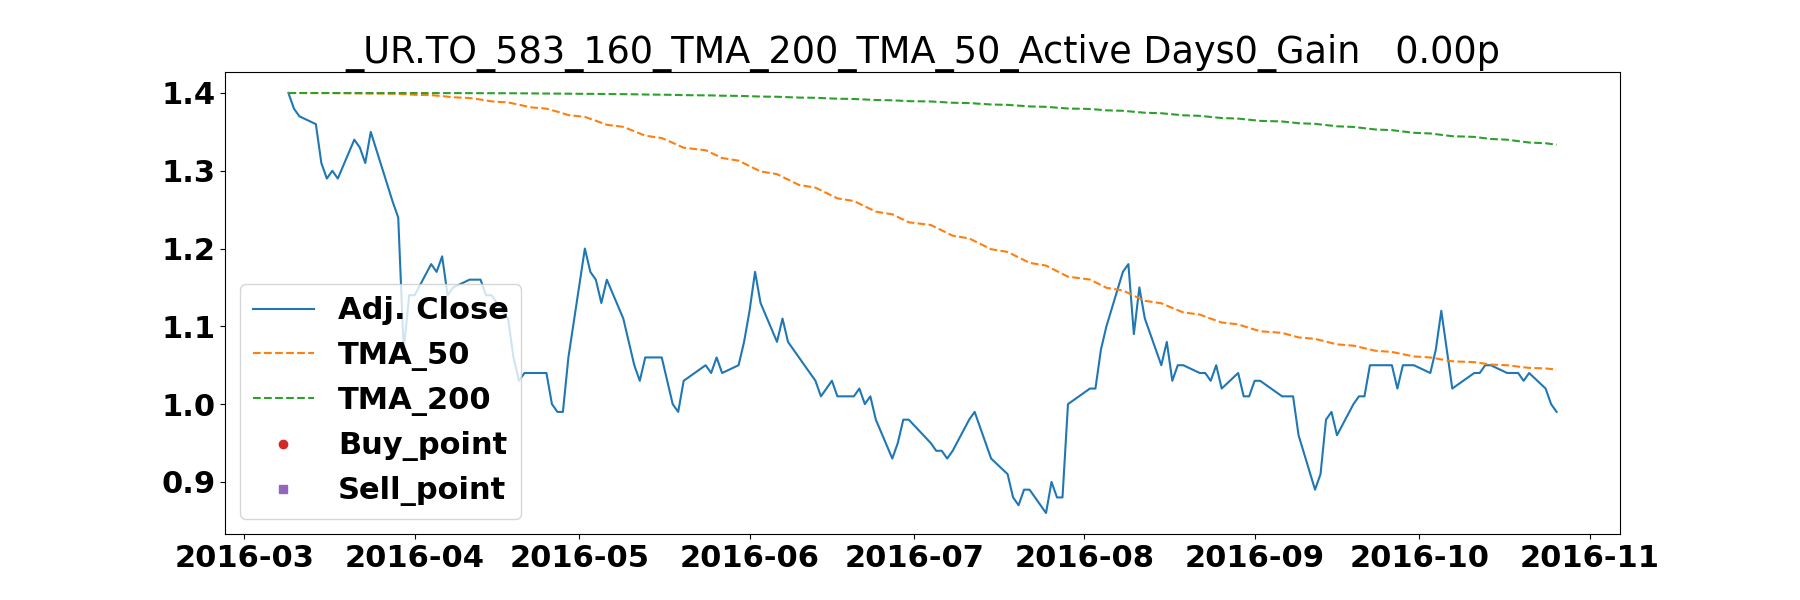 _UR.TO_583_160_TMA_200_TMA_50_Active Days0_Gain   0.00p
1.4
1.3
1.2
1.1
1.0
0.9
Adj. Close
TMA_50
TMA_200
Buy_point
Sell_point
2016-03 2016-04 2016-05 2016-06 2016-07 2016-08 2016-09 2016-10 2016-11